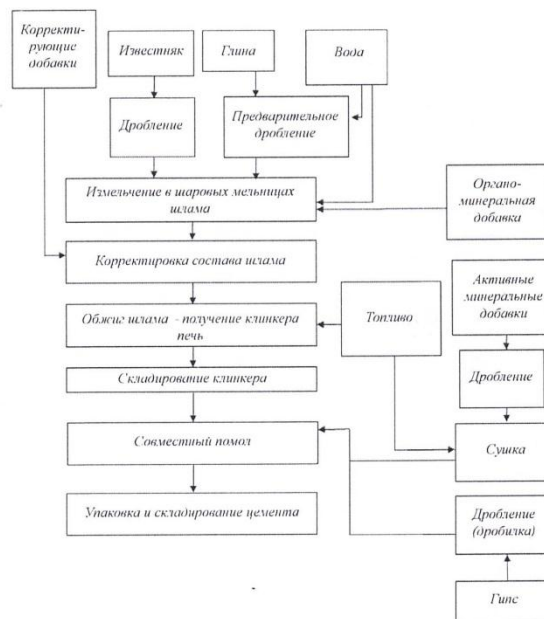 Корректи-
рующие
добавки
Известняк
Глина
Вода
Дробление
Предварительное
дробление
Измельчение в шаровых мельницах
шлама
Органо-
минеральная
добавка
Корректировка состава шлама
Активные
минеральные
добавки
Обжиг шлама - получение клинкера
печь
Топливо
Дробление
Складирование клинкера
Совместный помол
Сушка
Упаковка и складирование цемента
Дробление
(дробилка)
Гипс